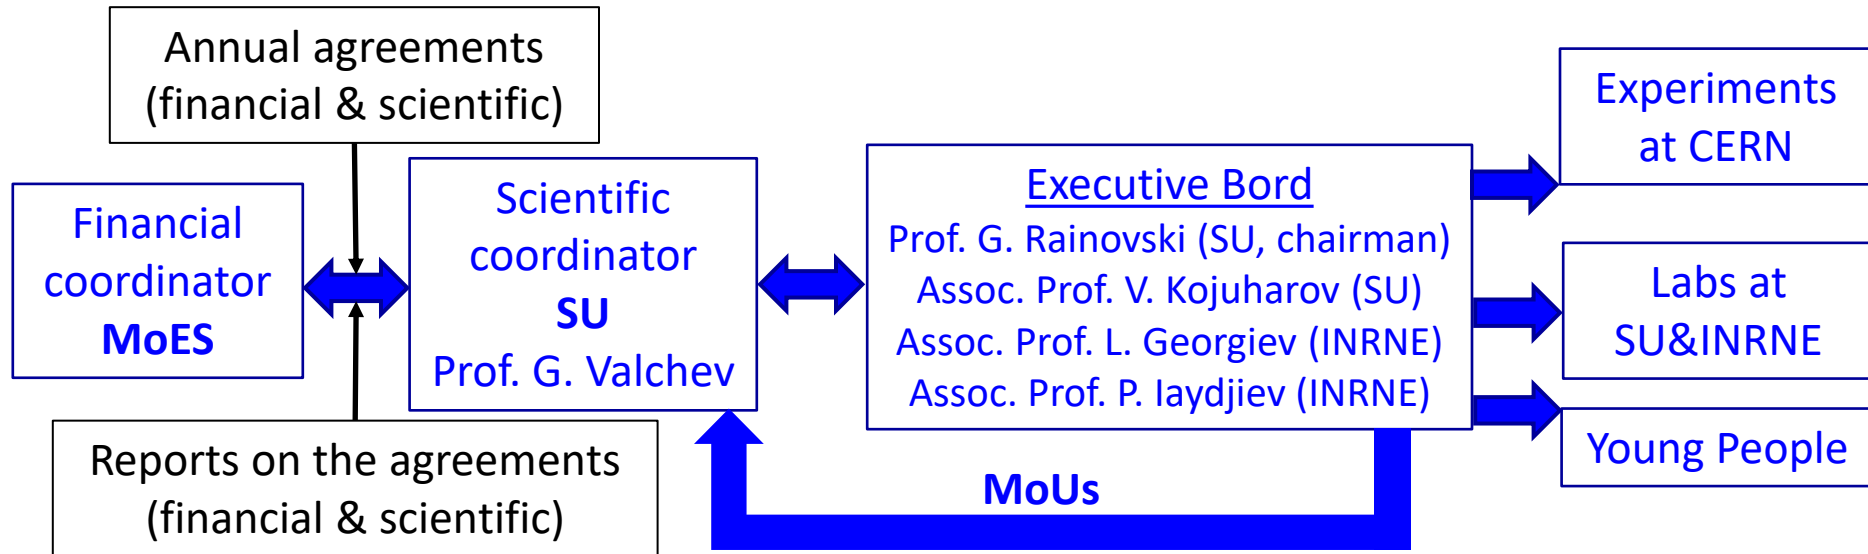 Annual agreements
(financial & scientific)
Financial
coordinator
MoES
Reports on the agreements
(financial & scientific)
Scientific
coordinator
SU
Prof. G. Valchev
Executive Bord
Prof. G. Rainovski (SU, chairman)
Assoc. Prof. V. Kojuharov (SU)
Assoc. Prof. L. Georgiev (INRNE)
Assoc. Prof. P. Iaydjiev (INRNE)
MoUs
Experiments
at CERN
Labs at
SU&INRNE
Young People